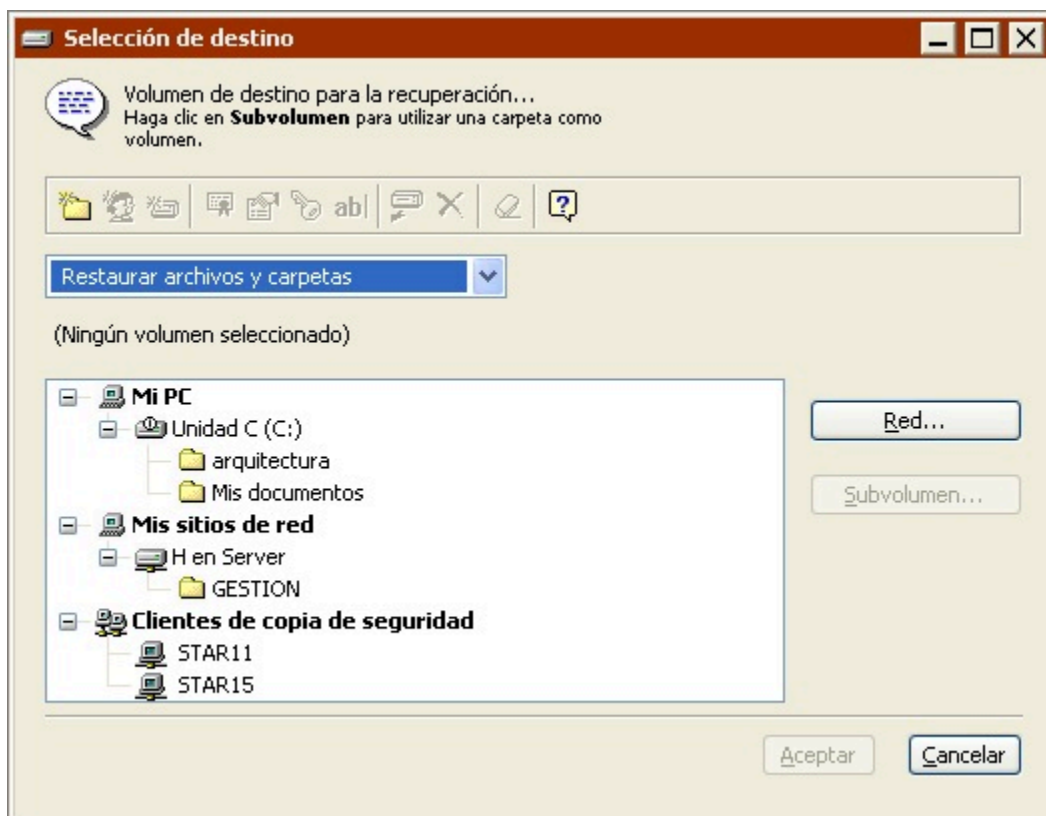 Selección de destino
Volumen de destino para la recuperación...
Haga clic en Subvolumen para utilizar una carpeta como
volumen.
ab|
Restaurar archivos y carpetas
(Ningún volumen seleccionado)
Mi PC
Unidad C (C:)
arquitectura
Mis documentos
Mis sitios de red
H en Server
GESTION
Clientes de copia de seguridad
STAR11
STAR15
Red...
Subvolumen...
Aceptar
Cancelar